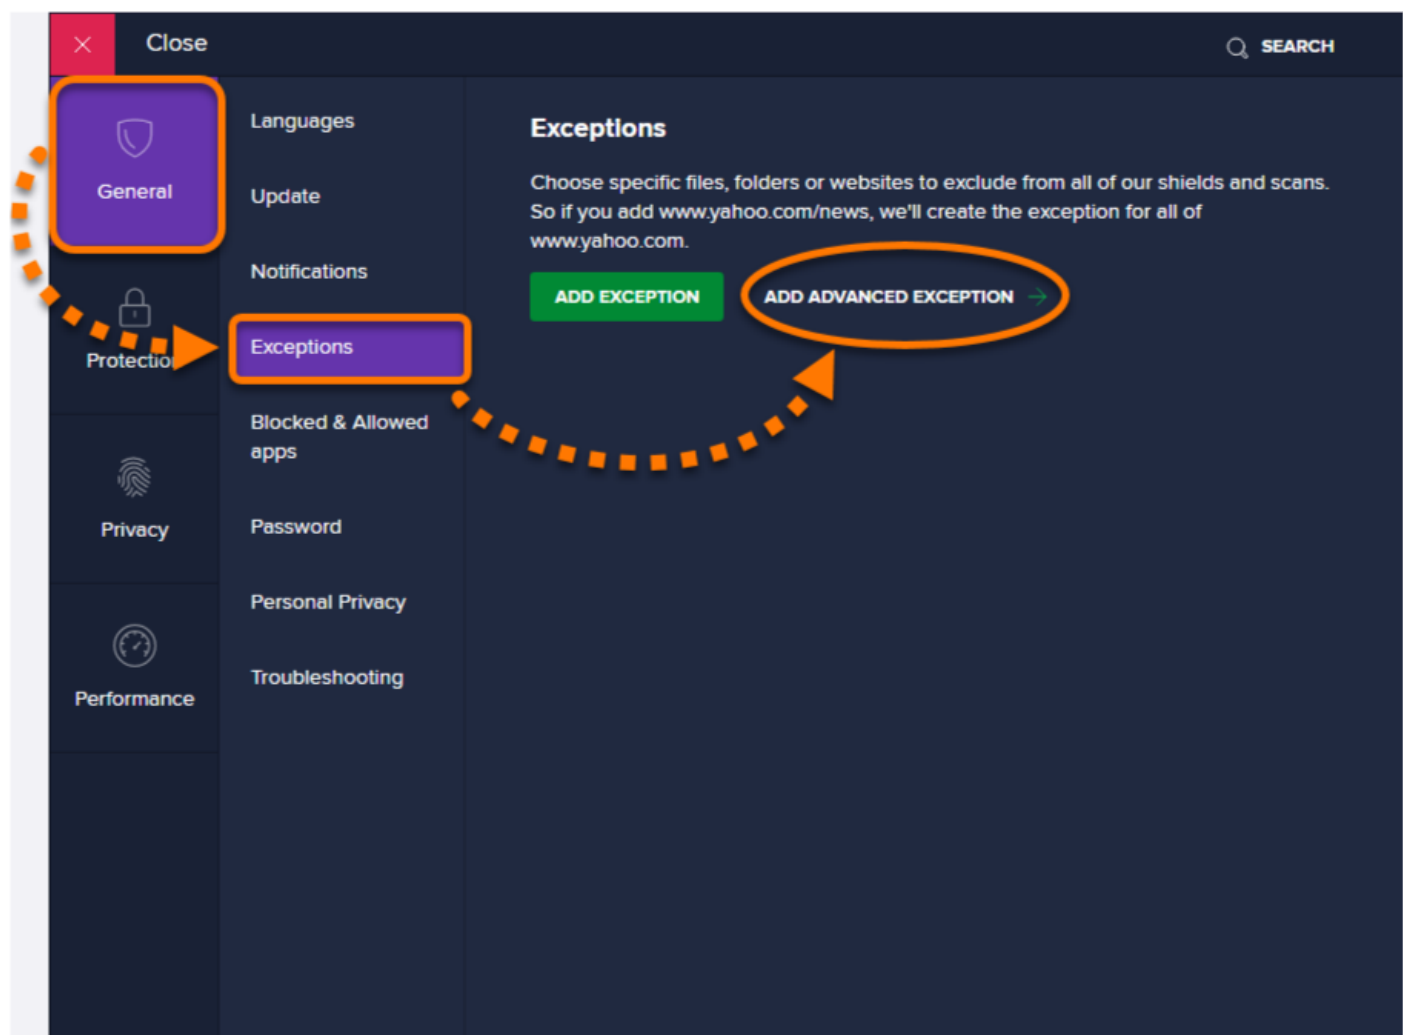 Close
SEARCH
General
Protection
Privacy
Performance
Languages
Update
Notifications
Exceptions
Blocked & Allowed
apps
Password
Personal Privacy
Troubleshooting
Exceptions
Choose specific files, folders or websites to exclude from all of our shields and scans.
So if you add www.yahoo.com/news, we'll create the exception for all of
www.yahoo.com.
ADD EXCEPTION
ADD ADVANCED EXCEPTION